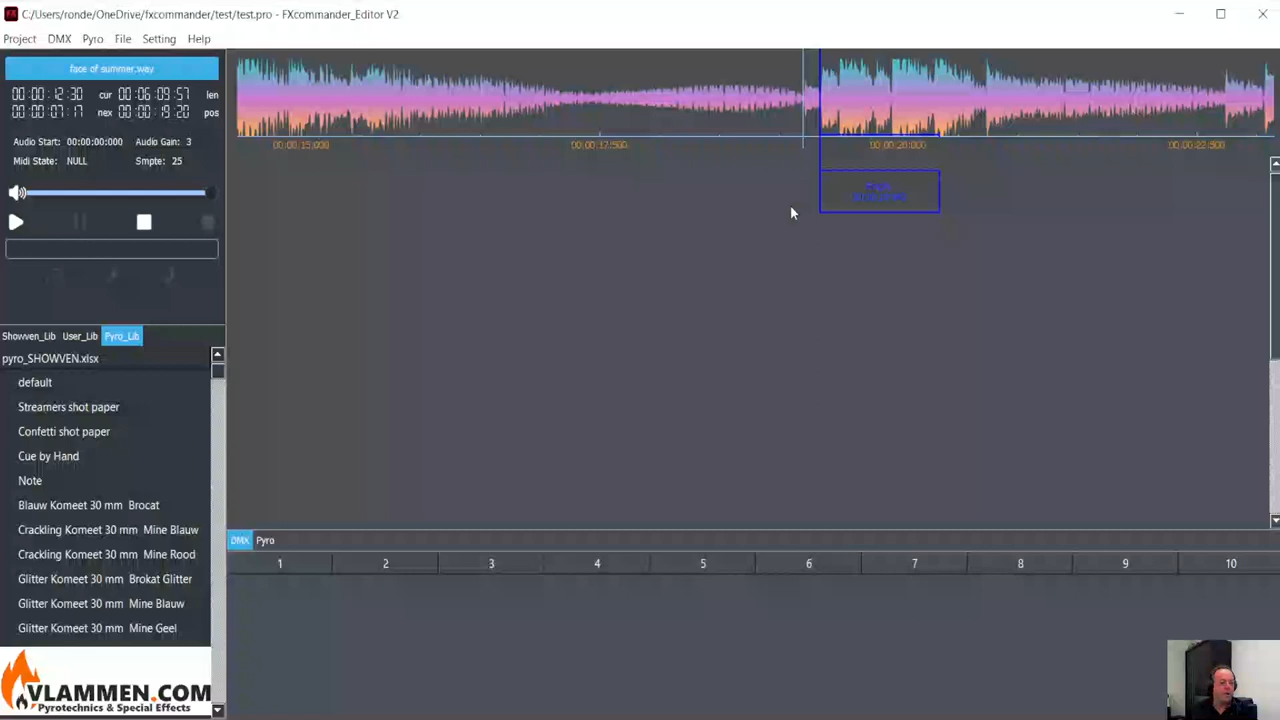 C:/Users/ronde/OneDrive/fxcommander/test/test.pro - FXcommander_Editor V2
Project DMX Pyro File Setting Help
face of summer.wav
00:00:12:30 cur 00:06:09:57 len
00:00:07:17 nex 00:00:19:20 pos
Audio Start: 00:00:00:000 Audio Gain: 3
Midi State: NULL Smpte: 25
00:00:15:000 00:00:17:500 00:00:20:000 00:00:22:500
Showven_Lib User_Lib Pyro_Lib
pyro_SHOWVEN.xlsx
default
Streamers shot paper
Confetti shot paper
Cue by Hand
Note
Blauw Komeet 30 mm Brocat
Crackling Komeet 30 mm Mine Blauw
Crackling Komeet 30 mm Mine Rood
Glitter Komeet 30 mm Brokat Glitter
Glitter Komeet 30 mm Mine Blauw
Glitter Komeet 30 mm Mine Geel
DMX Pyro
1 2 3 4 5 6 7 8 9 10
VLAMMEN.COM
Pyrotechnics & Special Effects